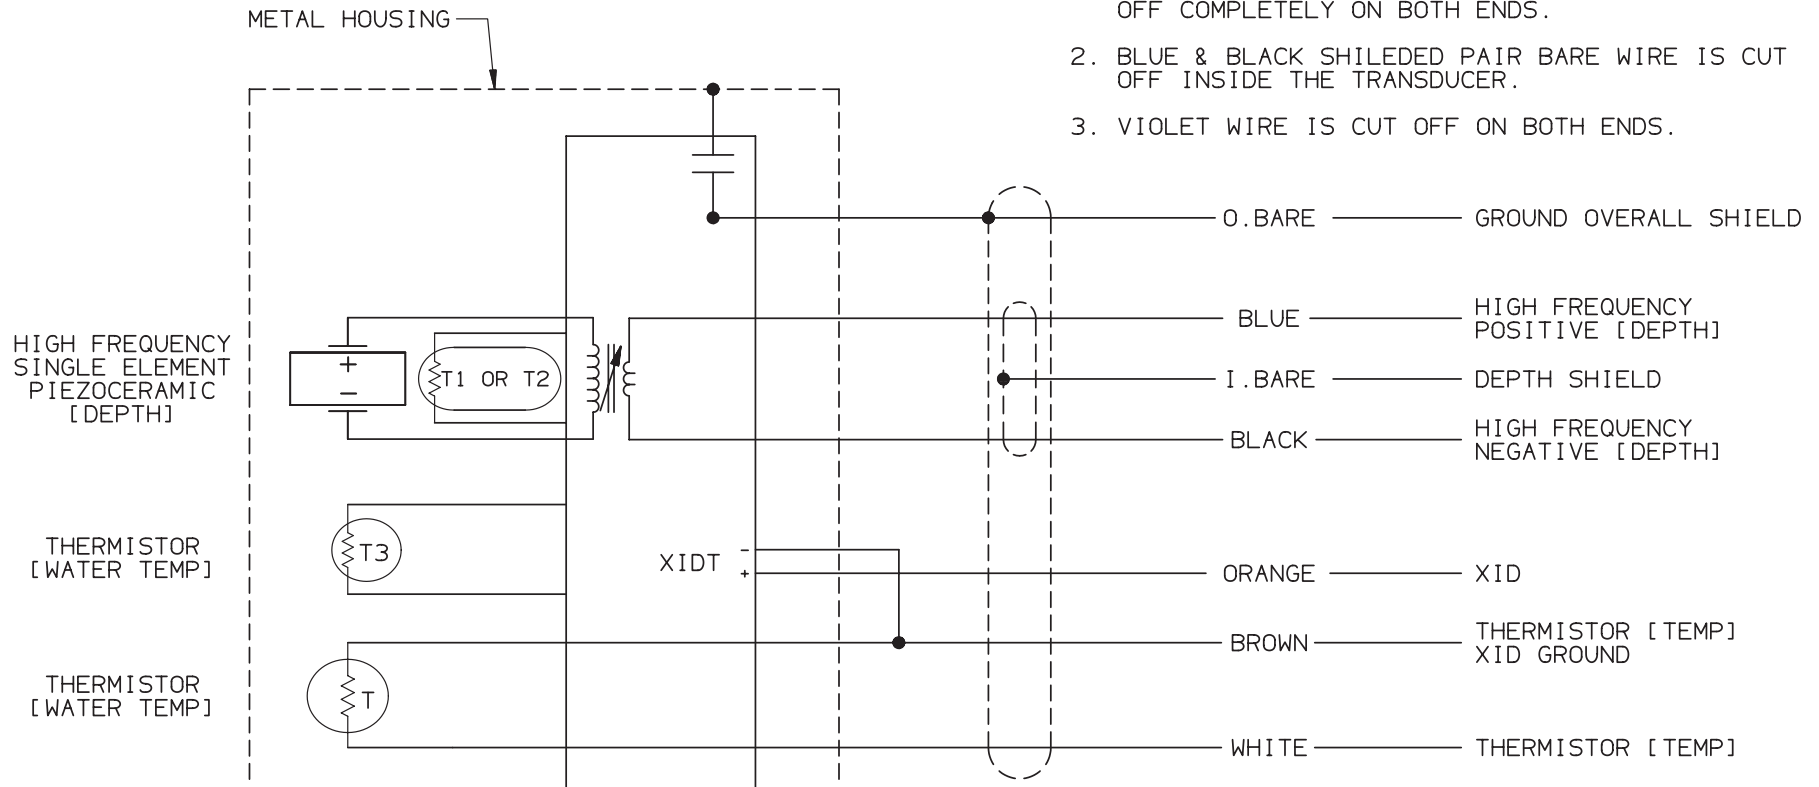 METAL HOUSING
OFF COMPLETELY ON BOTH ENDS.
2. BLUE & BLACK SHILEDED PAIR BARE WIRE IS CUT
OFF INSIDE THE TRANSDUCER.
3. VIOLET WIRE IS CUT OFF ON BOTH ENDS.
O.BARE
GROUND OVERALL SHIELD
HIGH FREQUENCY
SINGLE ELEMENT
PIEZOCERAMIC
[DEPTH]
+
-
T1 OR T2
BLUE
HIGH FREQUENCY
POSITIVE [DEPTH]
I.BARE
DEPTH SHIELD
BLACK
HIGH FREQUENCY
NEGATIVE [DEPTH]
THERMISTOR
[WATER TEMP]
T3
XIDT
-
+
ORANGE
XID
BROWN
THERMISTOR [TEMP]
XID GROUND
THERMISTOR
[WATER TEMP]
T
WHITE
THERMISTOR [TEMP]